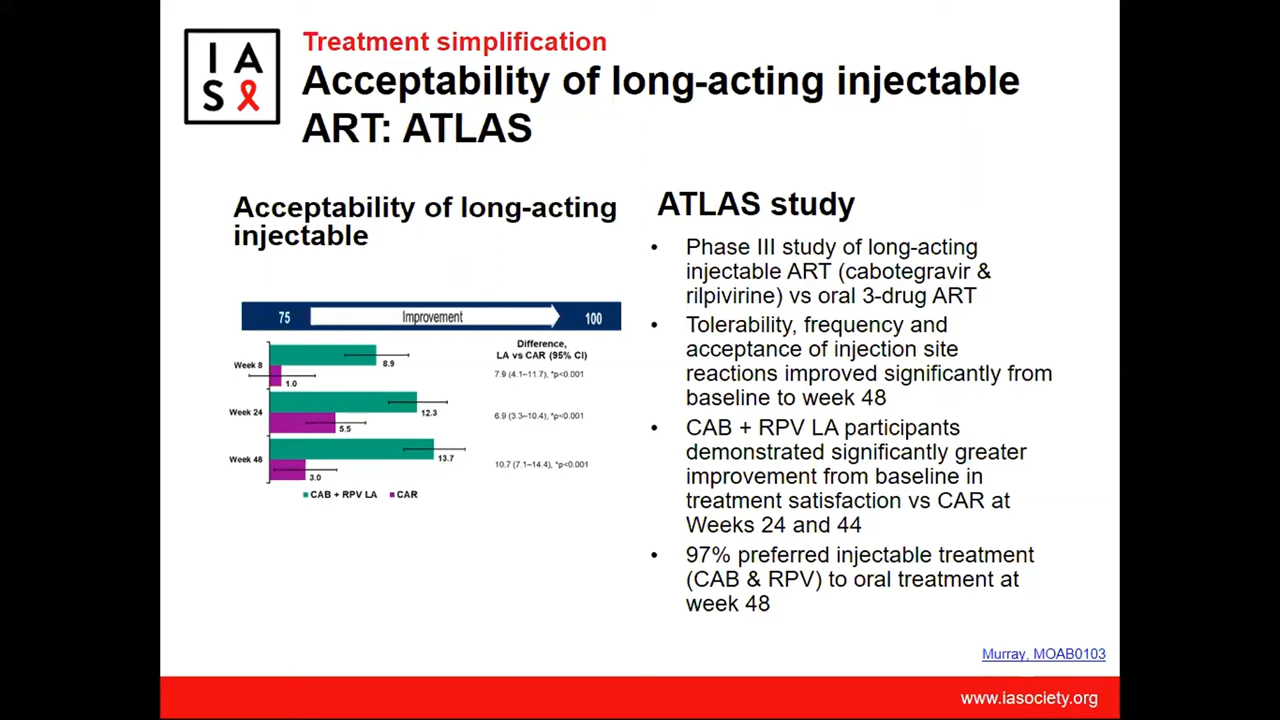 I A
S
Treatment simplification
Acceptability of long-acting injectable
ART: ATLAS
Acceptability of long-acting
injectable
75 Improvement 100
Difference,
LA vs CAR (95% CI)
Week 8
8.9
1.0
7.9 (4.1–11.7), *p<0.001
Week 24
12.3
5.5
6.9 (3.3–10.4), *p<0.001
Week 48
13.7
3.0
10.7 (7.1–14.4), *p<0.001
CAB + RPV LA CAR
ATLAS study
• Phase III study of long-acting
injectable ART (cabotegravir &
rilpivirine) vs oral 3-drug ART
• Tolerability, frequency and
acceptance of injection site
reactions improved significantly from
baseline to week 48
• CAB + RPV LA participants
demonstrated significantly greater
improvement from baseline in
treatment satisfaction vs CAR at
Weeks 24 and 44
• 97% preferred injectable treatment
(CAB & RPV) to oral treatment at
week 48
Murray, MOAB0103
www.iasociety.org